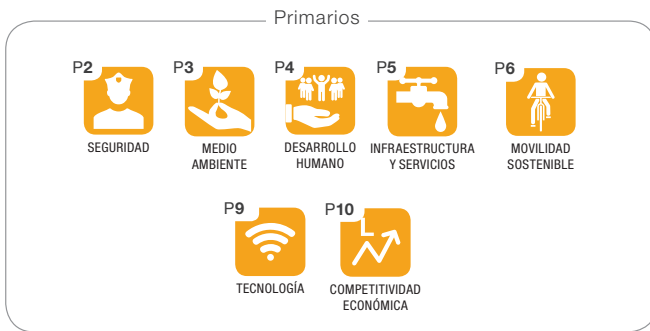 Primarios
P2
P3
P4
P5
P6
SEGURIDAD
MEDIO
AMBIENTE
DESARROLLO
HUMANO
INFRAESTRUCTURA
Y SERVICIOS
MOVILIDAD
SOSTENIBLE
P9
P10
L
TECNOLOGÍA
COMPETITIVIDAD
ECONÓMICA